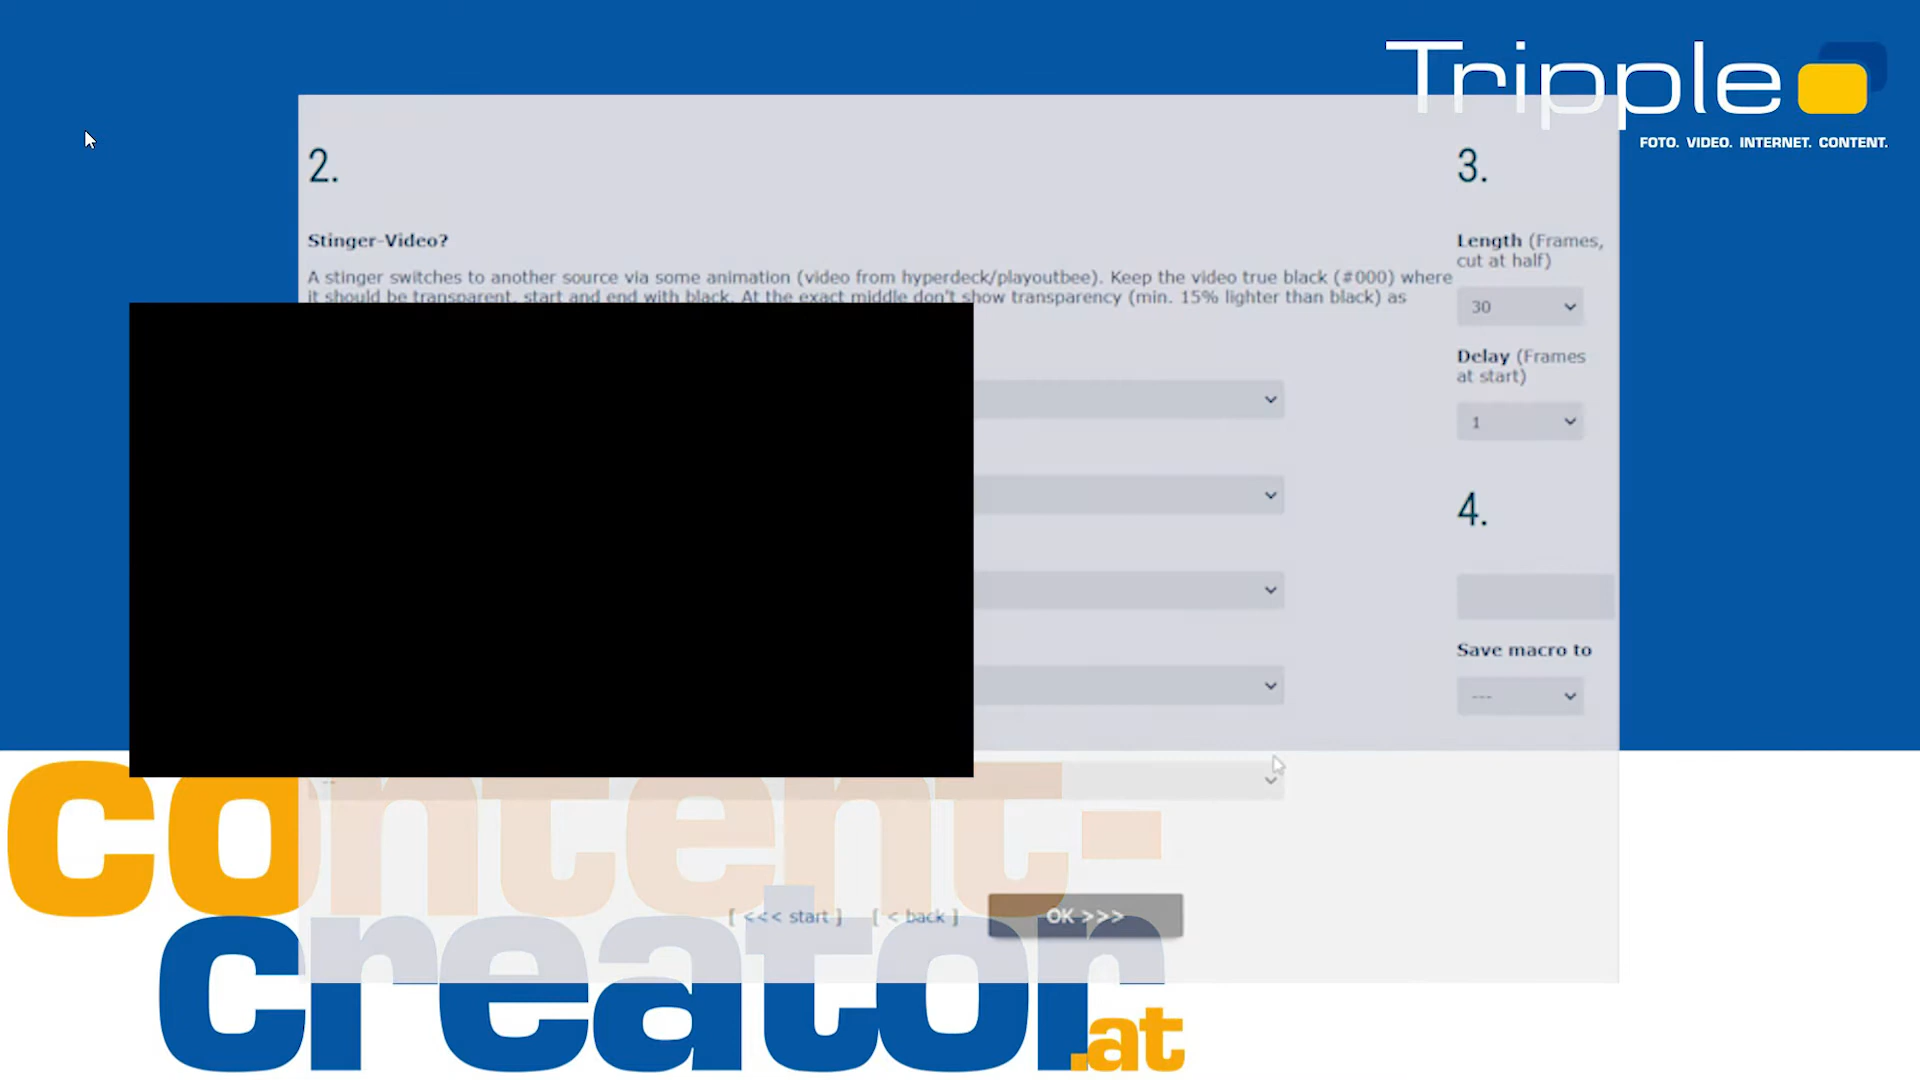 Tripple
FOTO. VIDEO. INTERNET. CONTENT.
2.
Stinger-Video?
A stinger switches to another source via some animation (video from hyperdeck/playoutbee). Keep the video true black (#000) where
it should be transparent, start and end with black. At the exact middle don't show transparency (min. 15% lighter than black) as
3.
Length (Frames,
cut at half)
30
Delay (Frames
at start)
1
4.
Save macro to
---
[ <<< start ] [ < back ] OK >>>
content-
creator
.at